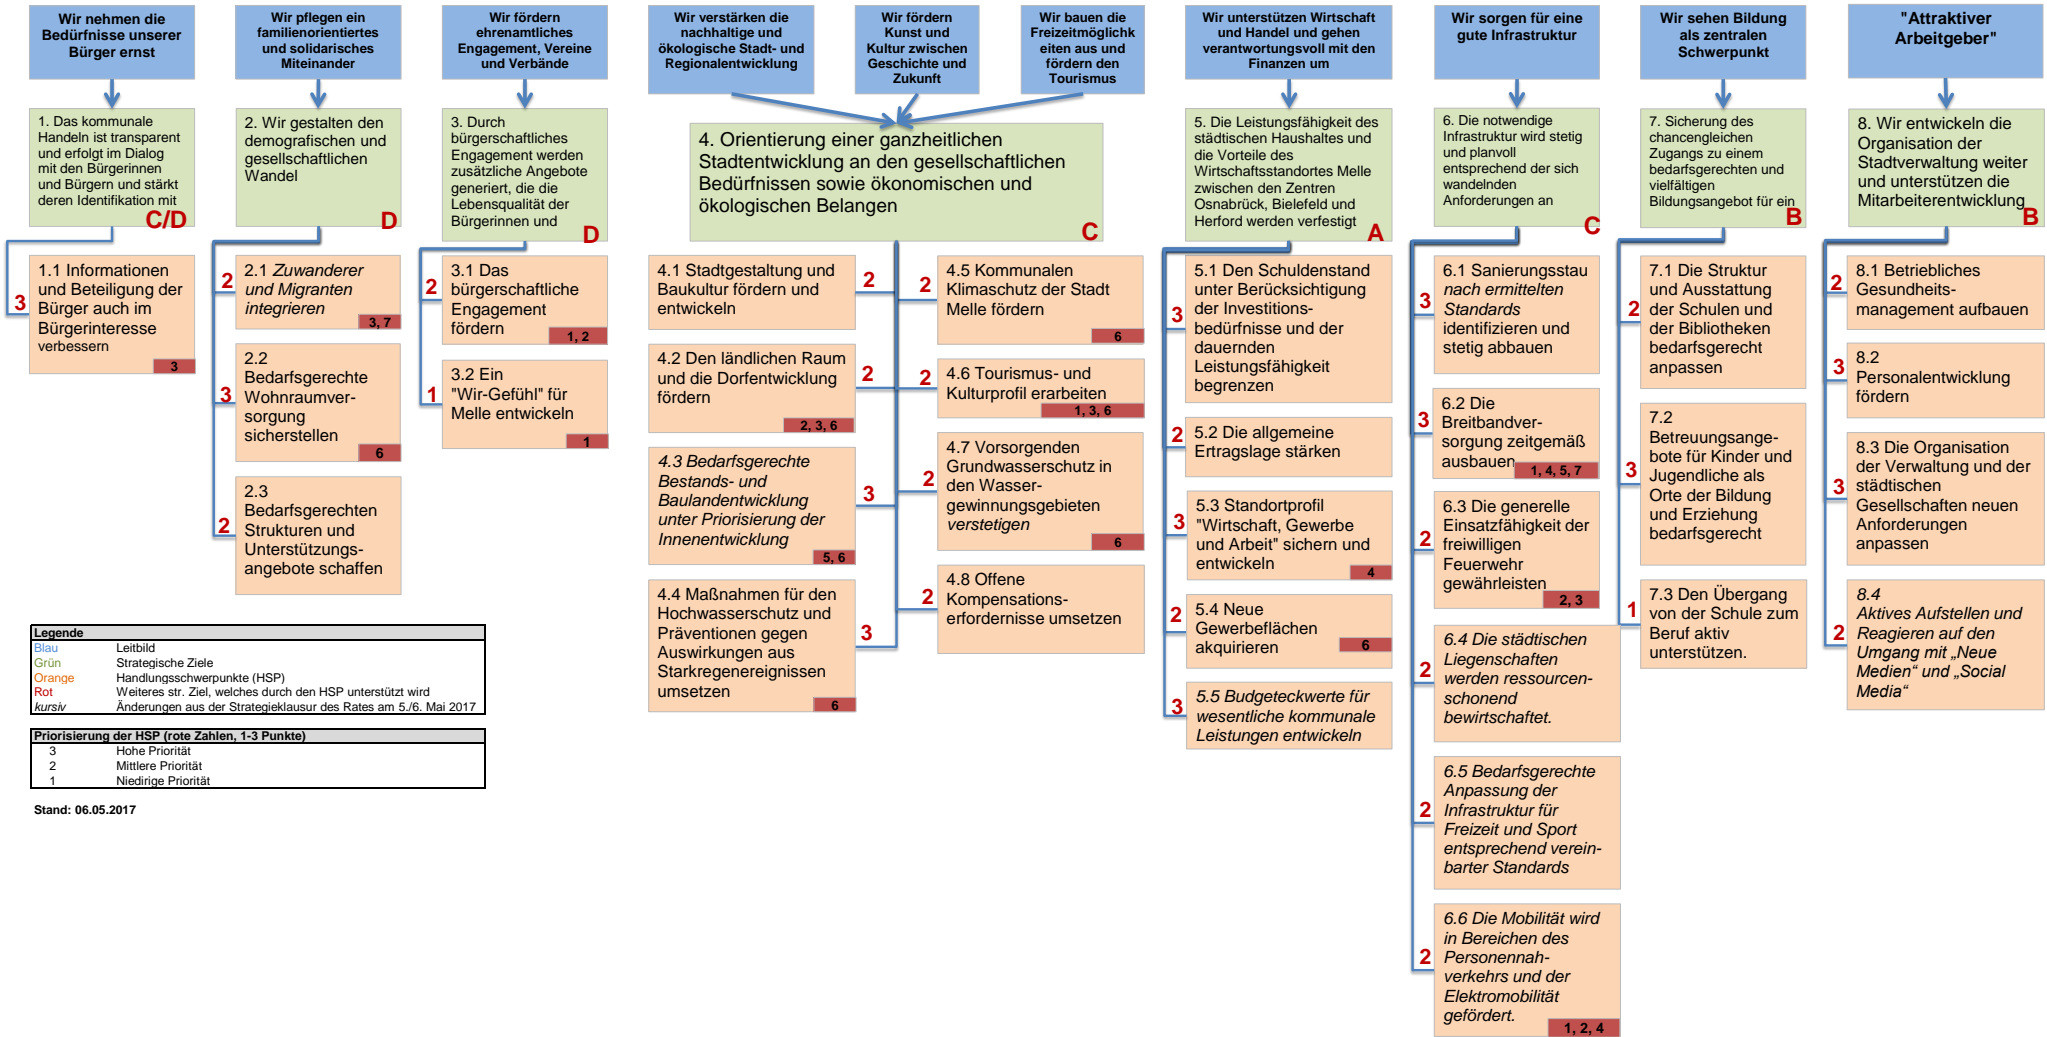 Wir nehmen die
Bedürfnisse unserer
Bürger ernst
Wir pflegen ein
familienorientiertes
und solidarisches
Miteinander
Wir fördern
ehrenamtliches
Engagement, Vereine
und Verbände
Wir verstärken die
nachhaltige und
ökologische Stadt- und
Regionalentwicklung
Wir fördern
Kunst und
Kultur zwischen
Geschichte und
Zukunft
Wir bauen die
Freizeitmöglichk
eiten aus und
fördern den
Tourismus
Wir unterstützen Wirtschaft
und Handel und gehen
verantwortungsvoll mit den
Finanzen um
Wir sorgen für eine
gute Infrastruktur
Wir sehen Bildung
als zentralen
Schwerpunkt
"Attraktiver
Arbeitgeber"
1. Das kommunale
Handeln ist transparent
und erfolgt im Dialog
mit den Bürgerinnen
und Bürgern und stärkt
deren Identifikation mit
C/D
2. Wir gestalten den
demografischen und
gesellschaftlichen
Wandel
D
3. Durch
bürgerschaftliches
Engagement werden
zusätzliche Angebote
generiert, die die
Lebensqualität der
Bürgerinnen und
D
4. Orientierung einer ganzheitlichen
Stadtentwicklung an den gesellschaftlichen
Bedürfnissen sowie ökonomischen und
ökologischen Belangen
C
5. Die Leistungsfähigkeit des
städtischen Haushaltes und
die Vorteile des
Wirtschaftsstandortes Melle
zwischen den Zentren
Osnabrück, Bielefeld und
Herford werden verfestigt
A
6. Die notwendige
Infrastruktur wird stetig
und planvoll
entsprechend der sich
wandelnden
Anforderungen an
C
7. Sicherung des
chancengleichen
Zugangs zu einem
bedarfsgerechten und
vielfältigen
Bildungsangebot für ein
B
8. Wir entwickeln die
Organisation der
Stadtverwaltung weiter
und unterstützen die
Mitarbeiterentwicklung
B
3
1.1 Informationen
und Beteiligung der
Bürger auch im
Bürgerinteresse
verbessern
3
2
2.1 Zuwanderer
und Migranten
integrieren
3, 7
3
2.2
Bedarfsgerechte
Wohnraumver-
sorgung
sicherstellen
6
2
2.3
Bedarfsgerechten
Strukturen und
Unterstützungs-
angebote schaffen
2
3.1 Das
bürgerschaftliche
Engagement
fördern
1, 2
1
3.2 Ein
"Wir-Gefühl" für
Melle entwickeln
1
4.1 Stadtgestaltung und
Baukultur fördern und
entwickeln
2
4.2 Den ländlichen Raum
und die Dorfentwicklung
fördern
2, 3, 6
2
4.3 Bedarfsgerechte
Bestands- und
Baulandentwicklung
unter Priorisierung der
Innenentwicklung
5, 6
3
4.4 Maßnahmen für den
Hochwasserschutz und
Präventionen gegen
Auswirkungen aus
Starkregenereignissen
umsetzen
6
3
2
4.5 Kommunalen
Klimaschutz der Stadt
Melle fördern
6
2
4.6 Tourismus- und
Kulturprofil erarbeiten
1, 3, 6
2
4.7 Vorsorgenden
Grundwasserschutz in
den Wasser-
gewinnungsgebieten
verstetigen
6
2
4.8 Offene
Kompensations-
erfordernisse umsetzen
3
5.1 Den Schuldenstand
unter Berücksichtigung
der Investitions-
bedürfnisse und der
dauernden
Leistungsfähigkeit
begrenzen
2
5.2 Die allgemeine
Ertragslage stärken
3
5.3 Standortprofil
"Wirtschaft, Gewerbe
und Arbeit" sichern und
entwickeln
4
2
5.4 Neue
Gewerbeflächen
akquirieren
6
3
5.5 Budgeteckwerte für
wesentliche kommunale
Leistungen entwickeln
3
6.1 Sanierungsstau
nach ermittelten
Standards
identifizieren und
stetig abbauen
3
6.2 Die
Breitbandver-
sorgung zeitgemäß
ausbauen
1, 4, 5, 7
2
6.3 Die generelle
Einsatzfähigkeit der
freiwilligen
Feuerwehr
gewährleisten
2, 3
2
6.4 Die städtischen
Liegenschaften
werden ressourcen-
schonend
bewirtschaftet.
2
6.5 Bedarfsgerechte
Anpassung der
Infrastruktur für
Freizeit und Sport
entsprechend verein-
barter Standards
2
6.6 Die Mobilität wird
in Bereichen des
Personennah-
verkehrs und der
Elektromobilität
gefördert.
1, 2, 4
2
7.1 Die Struktur
und Ausstattung
der Schulen und
der Bibliotheken
bedarfsgerecht
anpassen
3
7.2
Betreuungsange-
bote für Kinder und
Jugendliche als
Orte der Bildung
und Erziehung
bedarfsgerecht
1
7.3 Den Übergang
von der Schule zum
Beruf aktiv
unterstützen.
2
8.1 Betriebliches
Gesundheits-
management aufbauen
3
8.2
Personalentwicklung
fördern
3
8.3 Die Organisation
der Verwaltung und der
städtischen
Gesellschaften neuen
Anforderungen
anpassen
2
8.4
Aktives Aufstellen und
Reagieren auf den
Umgang mit „Neue
Medien“ und „Social
Media“
Legende
Blau Leitbild
Grün Strategische Ziele
Orange Handlungsschwerpunkte (HSP)
Rot Weiteres str. Ziel, welches durch den HSP unterstützt wird
kursiv Änderungen aus der Strategieklausur des Rates am 5./6. Mai 2017
Priorisierung der HSP (rote Zahlen, 1-3 Punkte)
3 Hohe Priorität
2 Mittlere Priorität
1 Niedirige Priorität
Stand: 06.05.2017